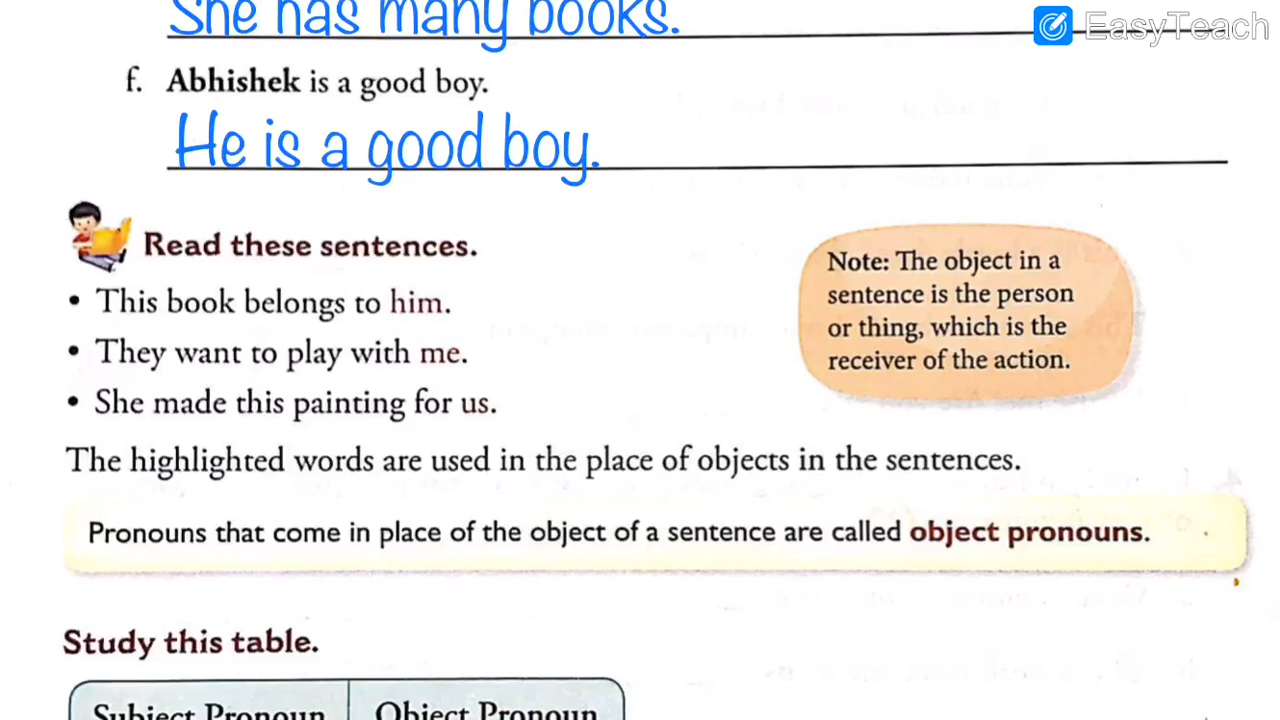 She has many books.
EasyTeach
f. Abhishek is a good boy.
He is a good boy.
Read these sentences.
• This book belongs to him.
• They want to play with me.
• She made this painting for us.
Note: The object in a
sentence is the person
or thing, which is the
receiver of the action.
The highlighted words are used in the place of objects in the sentences.
Pronouns that come in place of the object of a sentence are called object pronouns.
Study this table.
Subject Pronoun
Object Pronoun